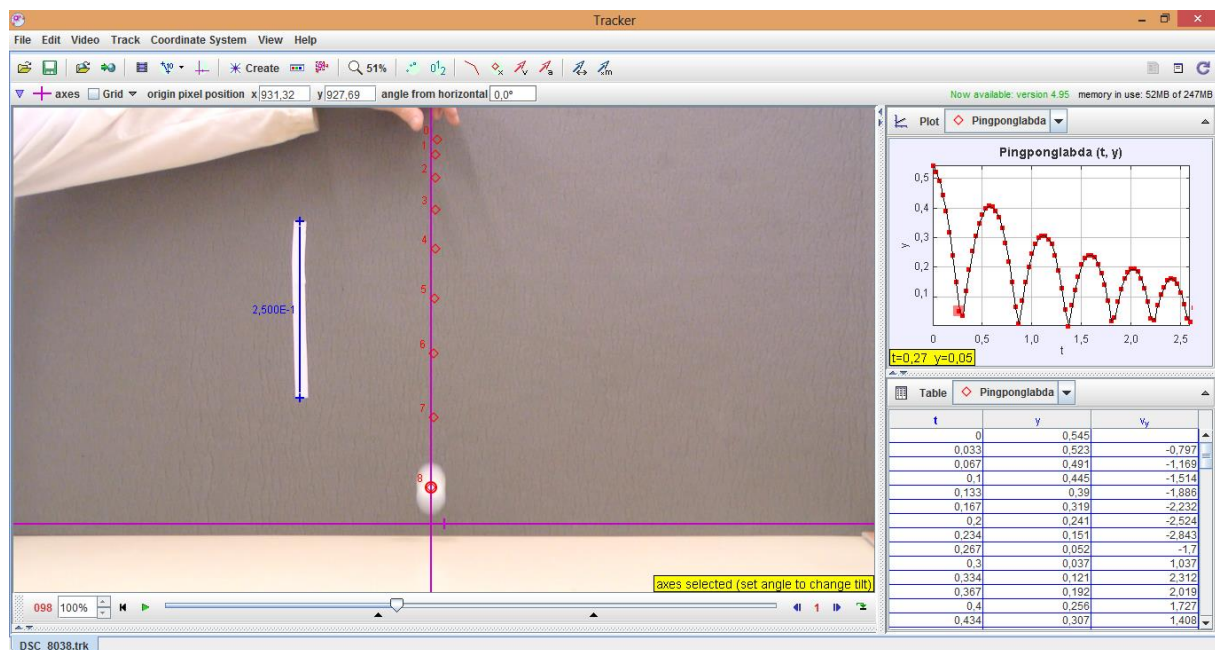 Tracker
File Edit Video Track Coordinate System View Help
Create 51%
axes Grid origin pixel position x 931,32 y 927,69 angle from horizontal 0,0° Now available: version 4.95 memory in use: 52MB of 247MB
Plot Pingponglabda
Pingponglabda (t, y)
0,5
0,4
0,3
0,2
0,1
y
0 0,5 1,0 1,5 2,0 2,5
t
t=0,27 y=0,05
0
1
2
3
4
5
6
7
8
2,500E-1
axes selected (set angle to change tilt)
Table Pingponglabda
t y vy
0 0,545
0,033 0,523 -0,797
0,067 0,491 -1,169
0,1 0,445 -1,514
0,133 0,39 -1,886
0,167 0,319 -2,232
0,2 0,241 -2,524
0,234 0,151 -2,843
0,267 0,052 -1,7
0,3 0,037 1,037
0,334 0,121 2,312
0,367 0,192 2,019
0,4 0,256 1,727
0,434 0,307 1,408
098 100% 1
DSC_8038.trk